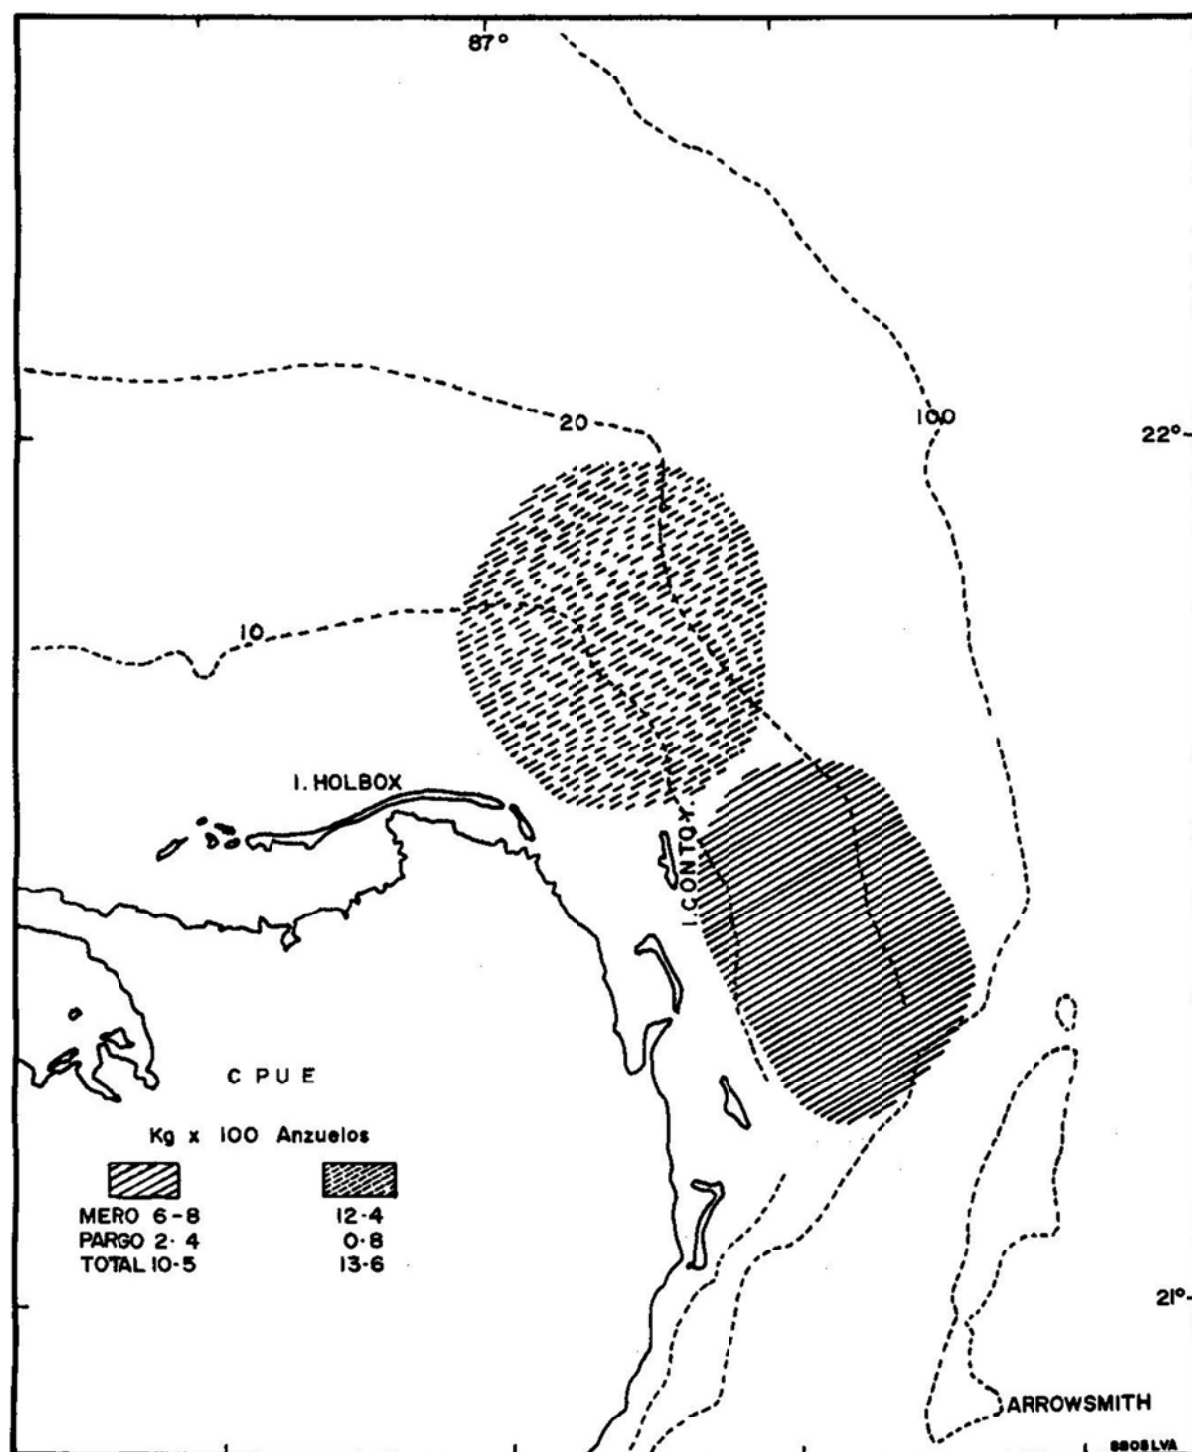 87°
20
100
22°
10
I. HOLBOX
I. CONTOY.
C P U E
Kg x 100 Anzuelos
MERO 6-8 12-4
PARGO 2-4 0-8
TOTAL 10-5 13-6
21°
ARROWSMITH